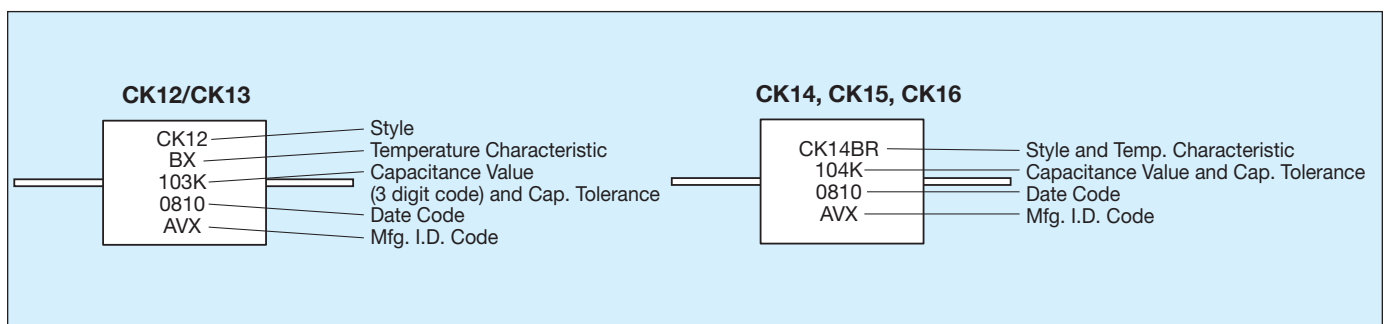 CK12/CK13
CK12
BX
103K
0810
AVX
Style
Temperature Characteristic
Capacitance Value
(3 digit code) and Cap. Tolerance
Date Code
Mfg. I.D. Code
CK14, CK15, CK16
CK14BR
104K
0810
AVX
Style and Temp. Characteristic
Capacitance Value and Cap. Tolerance
Date Code
Mfg. I.D. Code